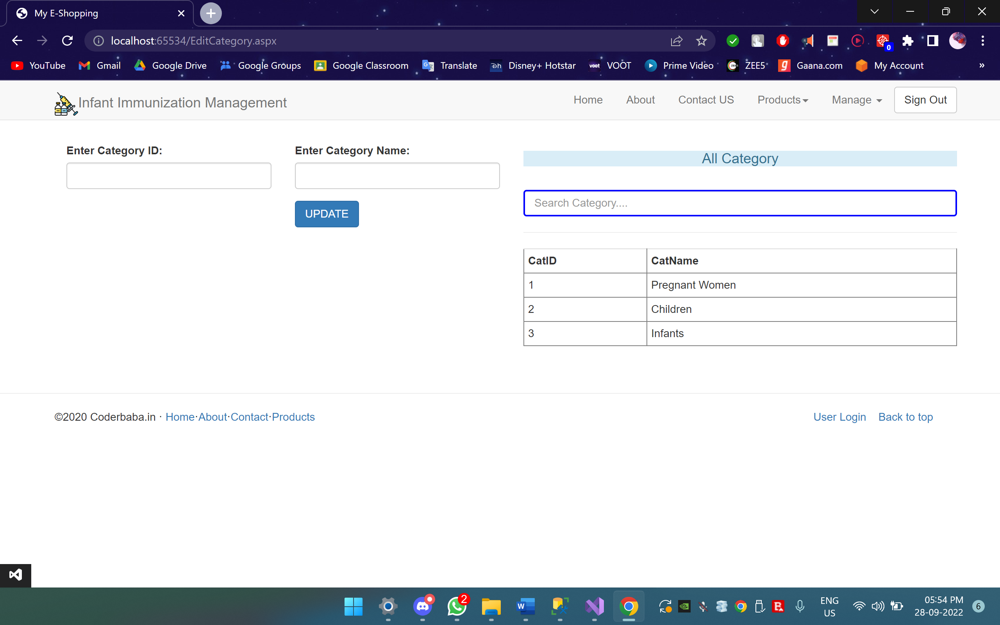 My E-Shopping
localhost:65534/EditCategory.aspx
0
YouTube Gmail Google Drive Google Groups Google Classroom Translate Disney+ Hotstar voot VOOT Prime Video ZEE5 ZEE5 Gaana.com My Account »
Infant Immunization Management Home About Contact US Products Manage Sign Out
Enter Category ID: Enter Category Name: All Category
Search Category....
UPDATE
CatID CatName
1 Pregnant Women
2 Children
3 Infants
©2020 Coderbaba.in · Home·About·Contact·Products User Login Back to top
2
ENG
US
05:54 PM
28-09-2022
6